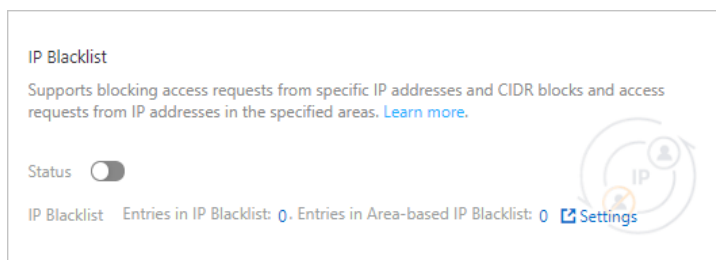 IP Blacklist
Supports blocking access requests from specific IP addresses and CIDR blocks and access
requests from IP addresses in the specified areas. Learn more.
Status
IP
IP Blacklist Entries in IP Blacklist: 0. Entries in Area-based IP Blacklist: 0 Settings